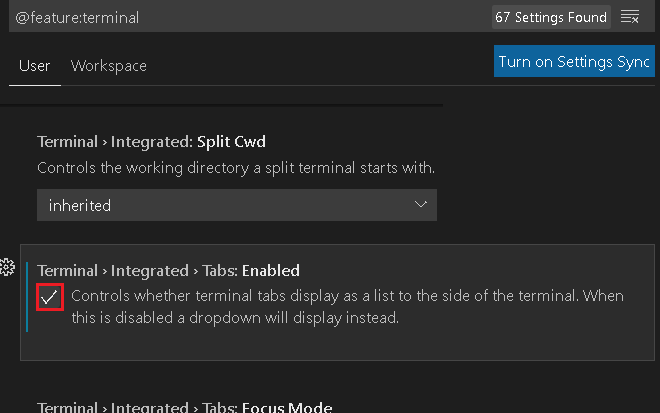 @feature:terminal
67 Settings Found
User
Workspace
Turn on Settings Sync
Terminal › Integrated: Split Cwd
Controls the working directory a split terminal starts with.
inherited
Terminal › Integrated › Tabs: Enabled
Controls whether terminal tabs display as a list to the side of the terminal. When
this is disabled a dropdown will display instead.
Terminal › Integrated › Tabs: Focus Mode